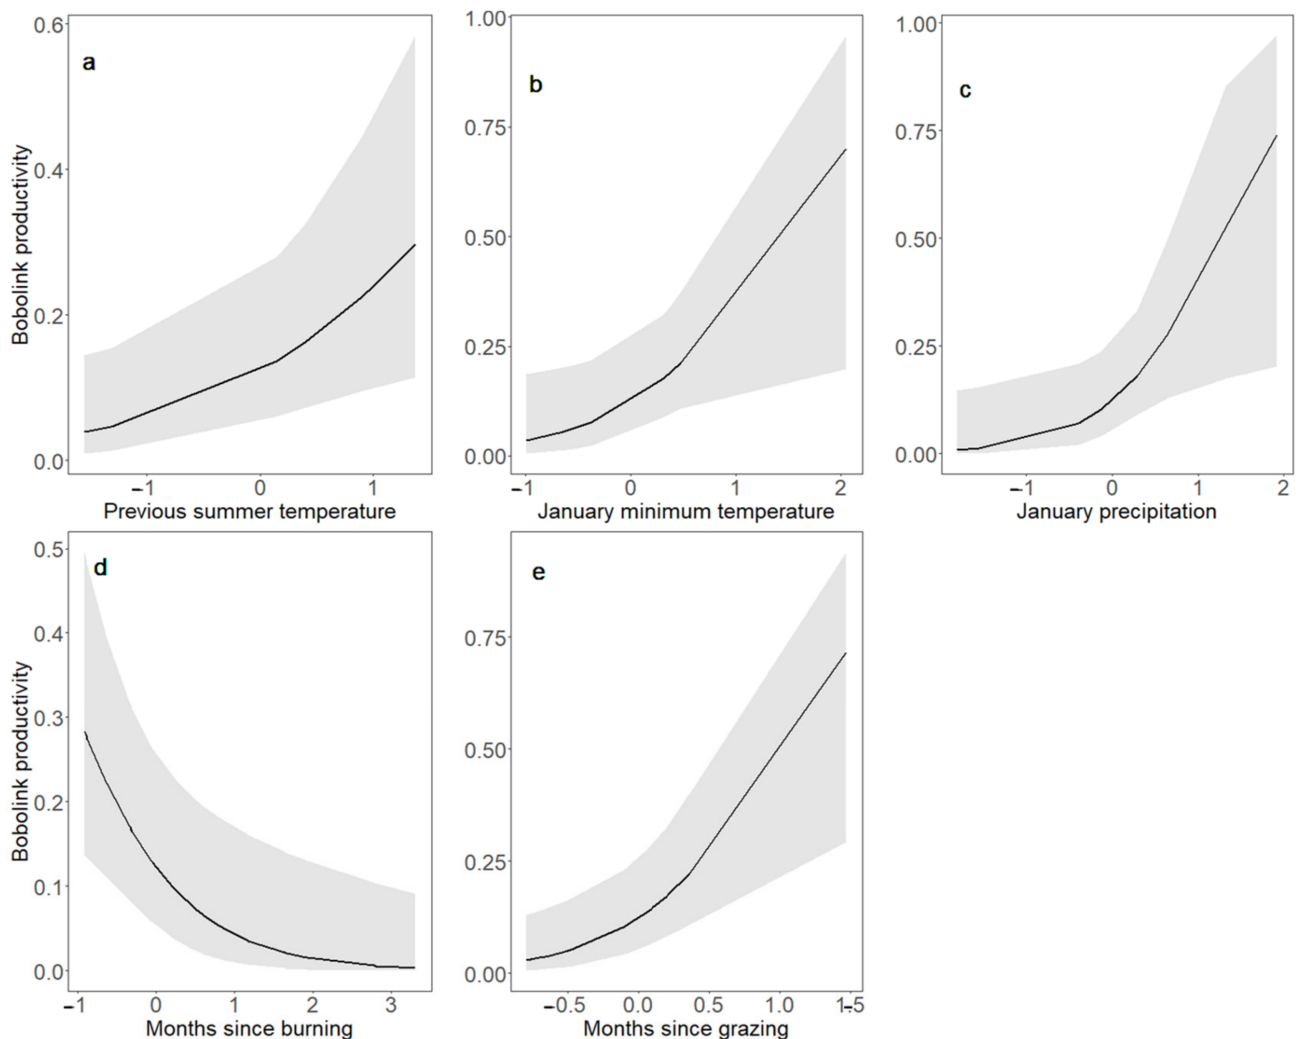 a
0.6
0.4
0.2
0.0
Bobolink productivity
−1 0 1
Previous summer temperature
b
1.00
0.75
0.50
0.25
0.00
−1 0 1 2
January minimum temperature
c
1.00
0.75
0.50
0.25
0.00
−1 0 1 2
January precipitation
d
0.5
0.4
0.3
0.2
0.1
0.0
Bobolink productivity
−1 0 1 2 3
Months since burning
e
0.75
0.50
0.25
0.00
−0.5 0.0 0.5 1.0 1.5
Months since grazing